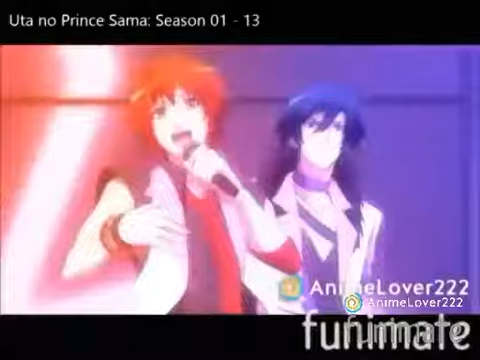 Uta no Prince Sama: Season 01 - 13
AnimeLover222
AnimeLover222
funimate